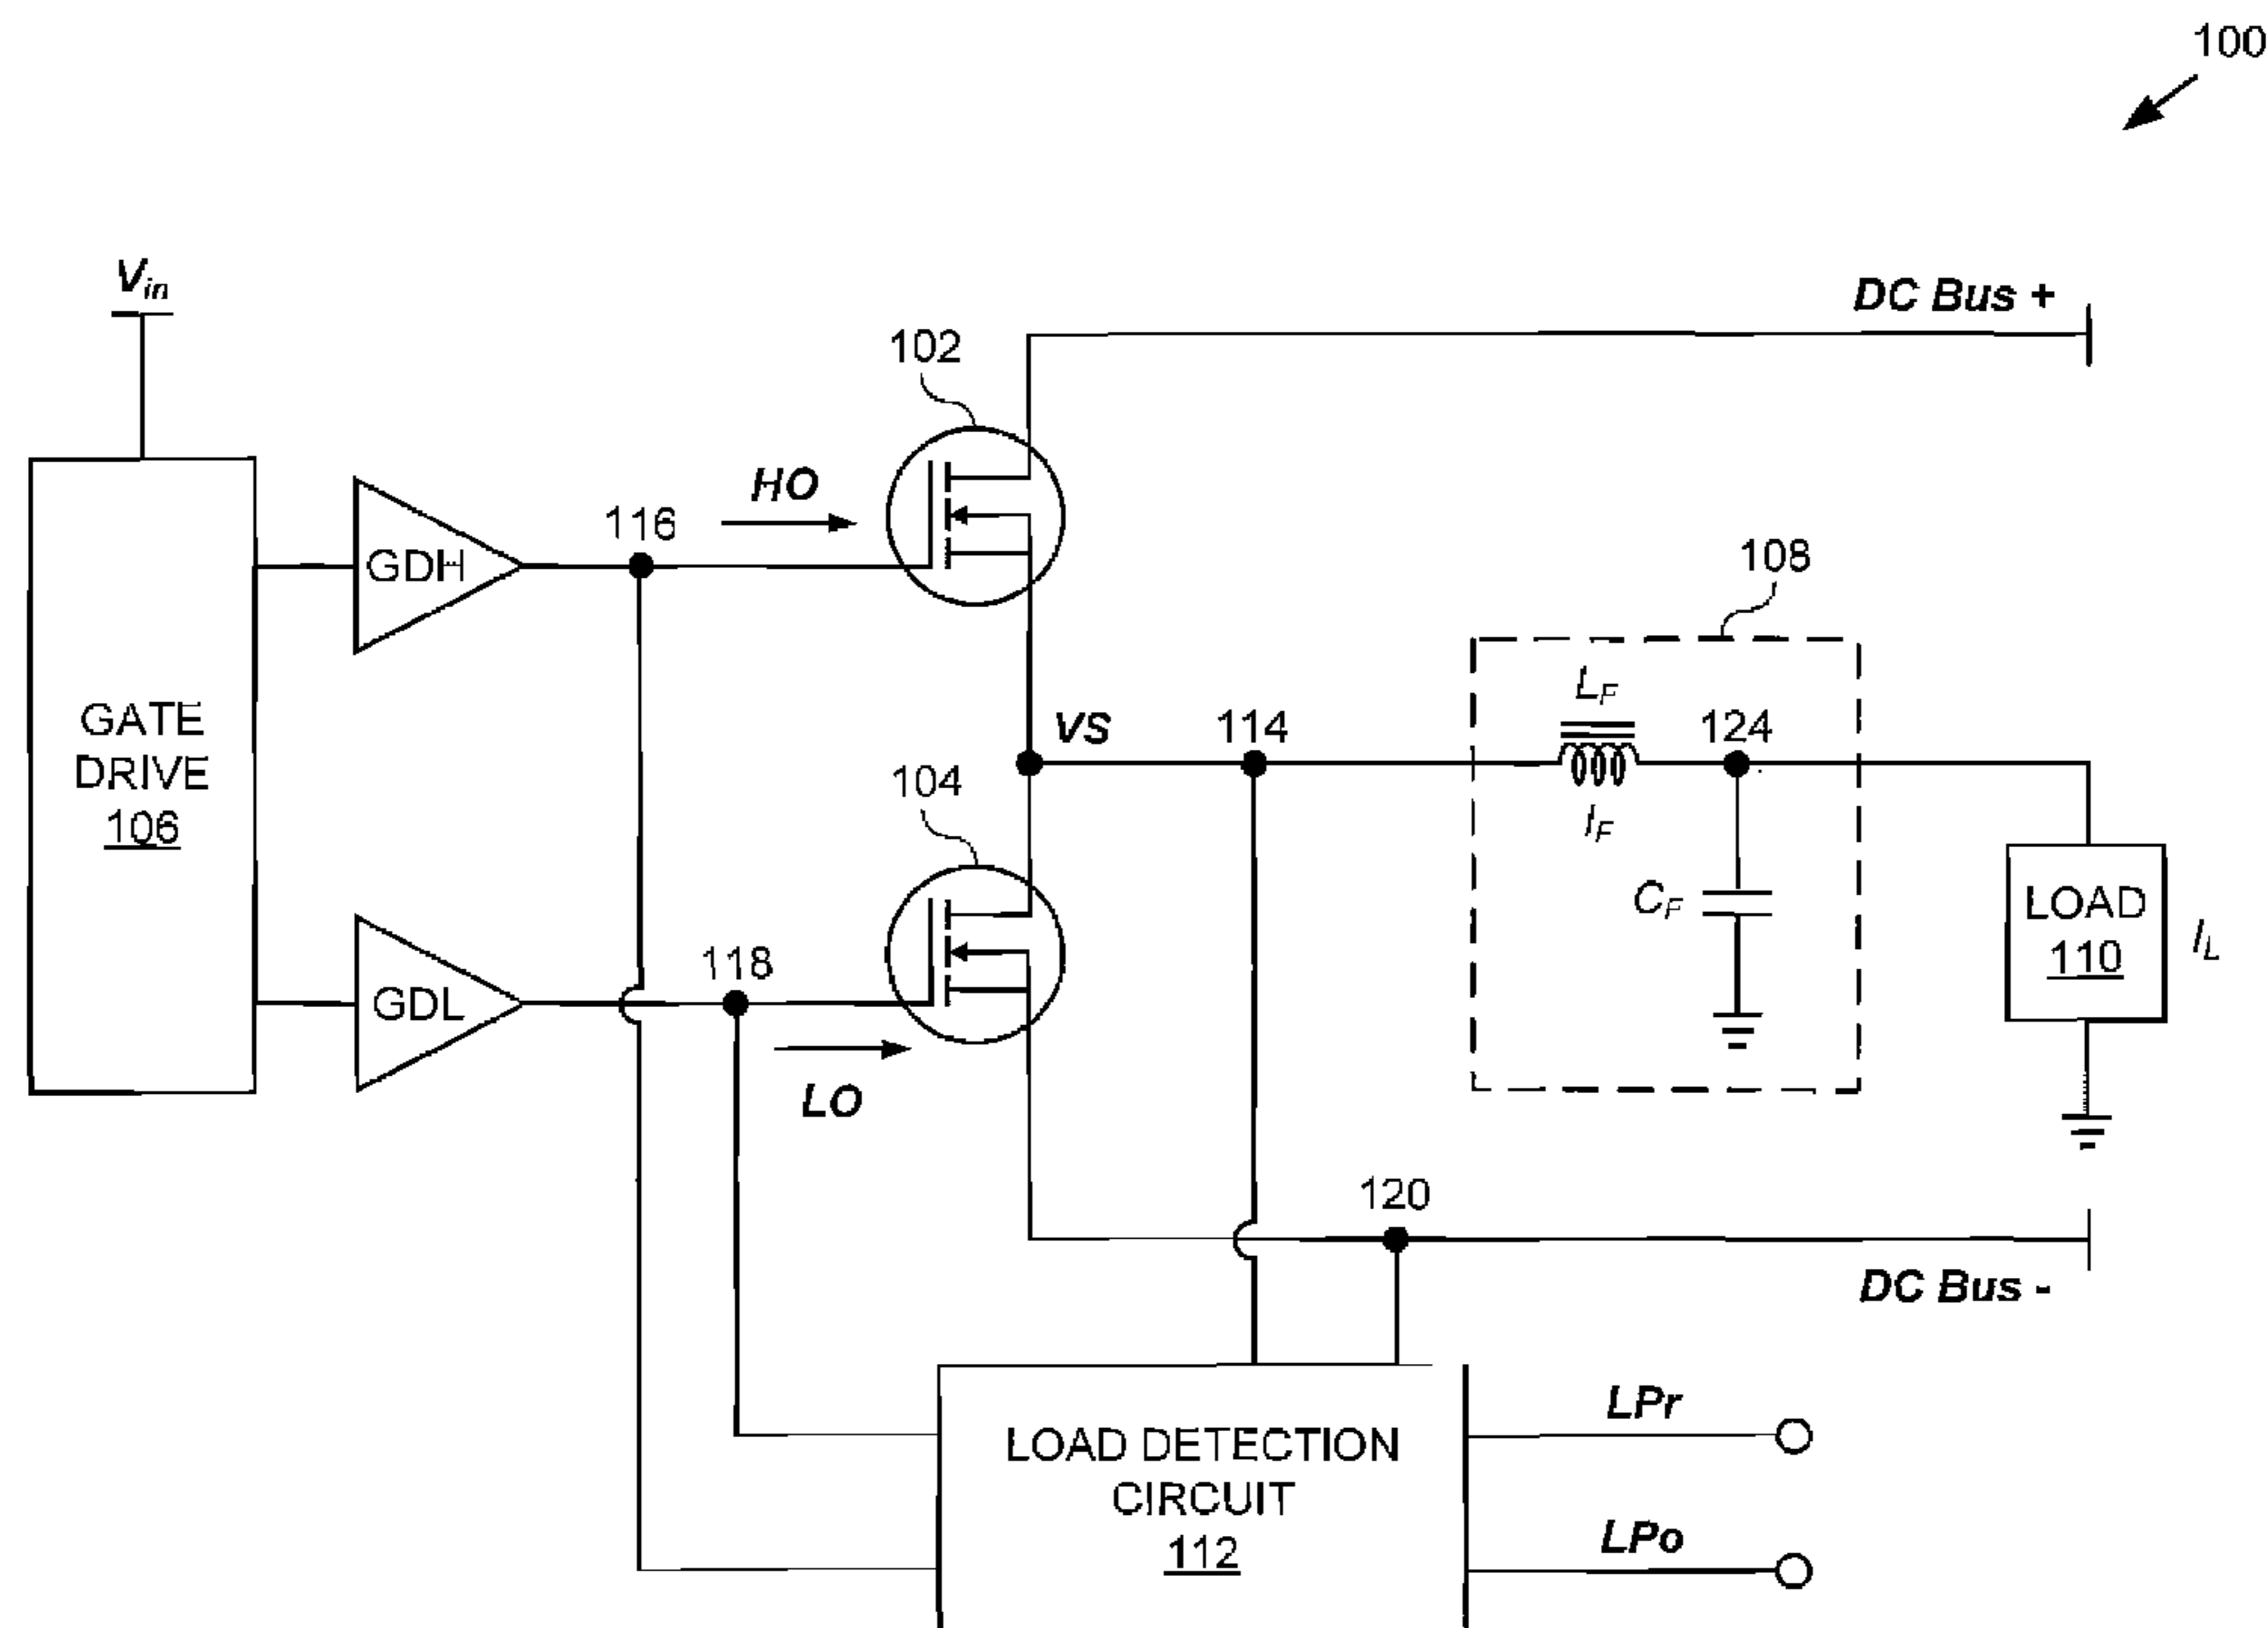 100
Vin
DC Bus +
102
HO
116
GDH
108
LF
GATE
DRIVE
106
VS
114
124
104
IF
CF
LOAD
110
IL
118
GDL
LO
120
DC Bus -
LPr
LOAD DETECTION
CIRCUIT
112
LPo